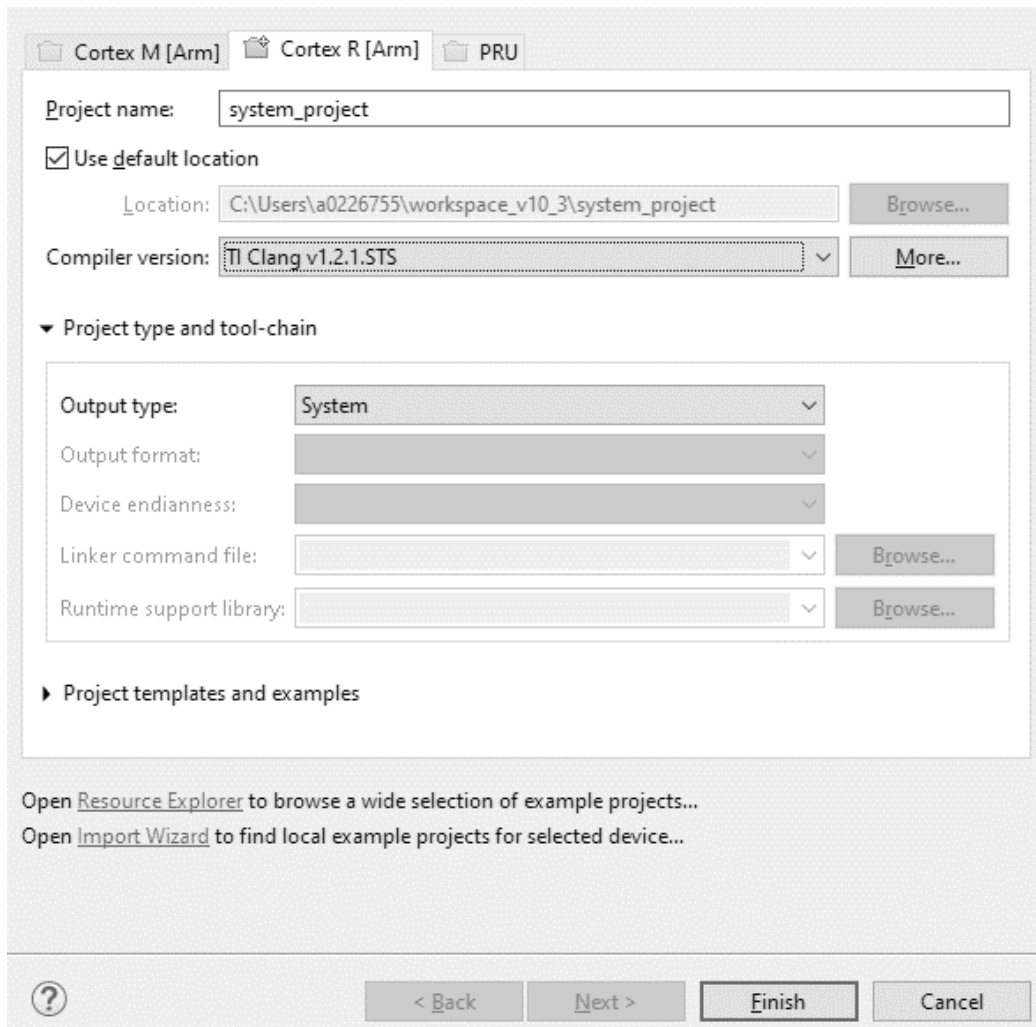 Cortex M [Arm] Cortex R [Arm] PRU
Project name: system_project
Use default location
Location: C:\Users\a0226755\workspace_v10_3\system_project Browse...
Compiler version: TI Clang v1.2.1.STS More...
Project type and tool-chain
Output type: System
Output format:
Device endianness:
Linker command file: Browse...
Runtime support library: Browse...
Project templates and examples
Open Resource Explorer to browse a wide selection of example projects...
Open Import Wizard to find local example projects for selected device...
? < Back Next > Finish Cancel